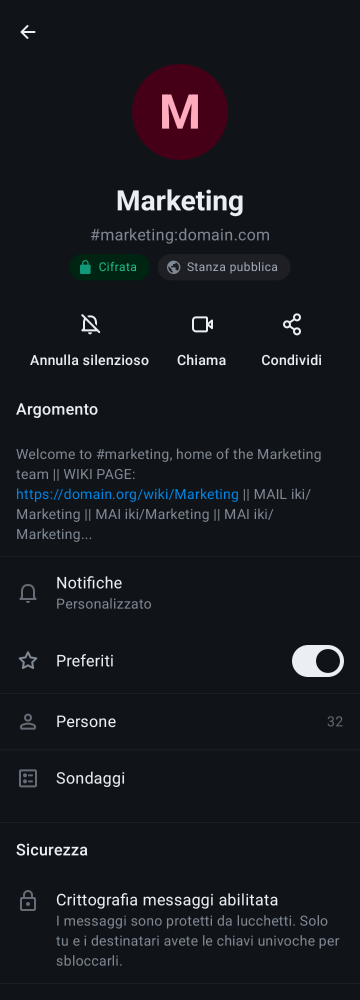 M
Marketing
#marketing:domain.com
Cifrata
Stanza pubblica
Annulla silenzioso
Chiama
Condividi
Argomento
Welcome to #marketing, home of the Marketing
team || WIKI PAGE:
https://domain.org/wiki/Marketing || MAIL iki/
Marketing || MAI iki/Marketing || MAI iki/
Marketing...
Notifiche
Personalizzato
Preferiti
Persone
32
Sondaggi
Sicurezza
Crittografia messaggi abilitata
I messaggi sono protetti da lucchetti. Solo
tu e i destinatari avete le chiavi univoche per
sbloccarli.